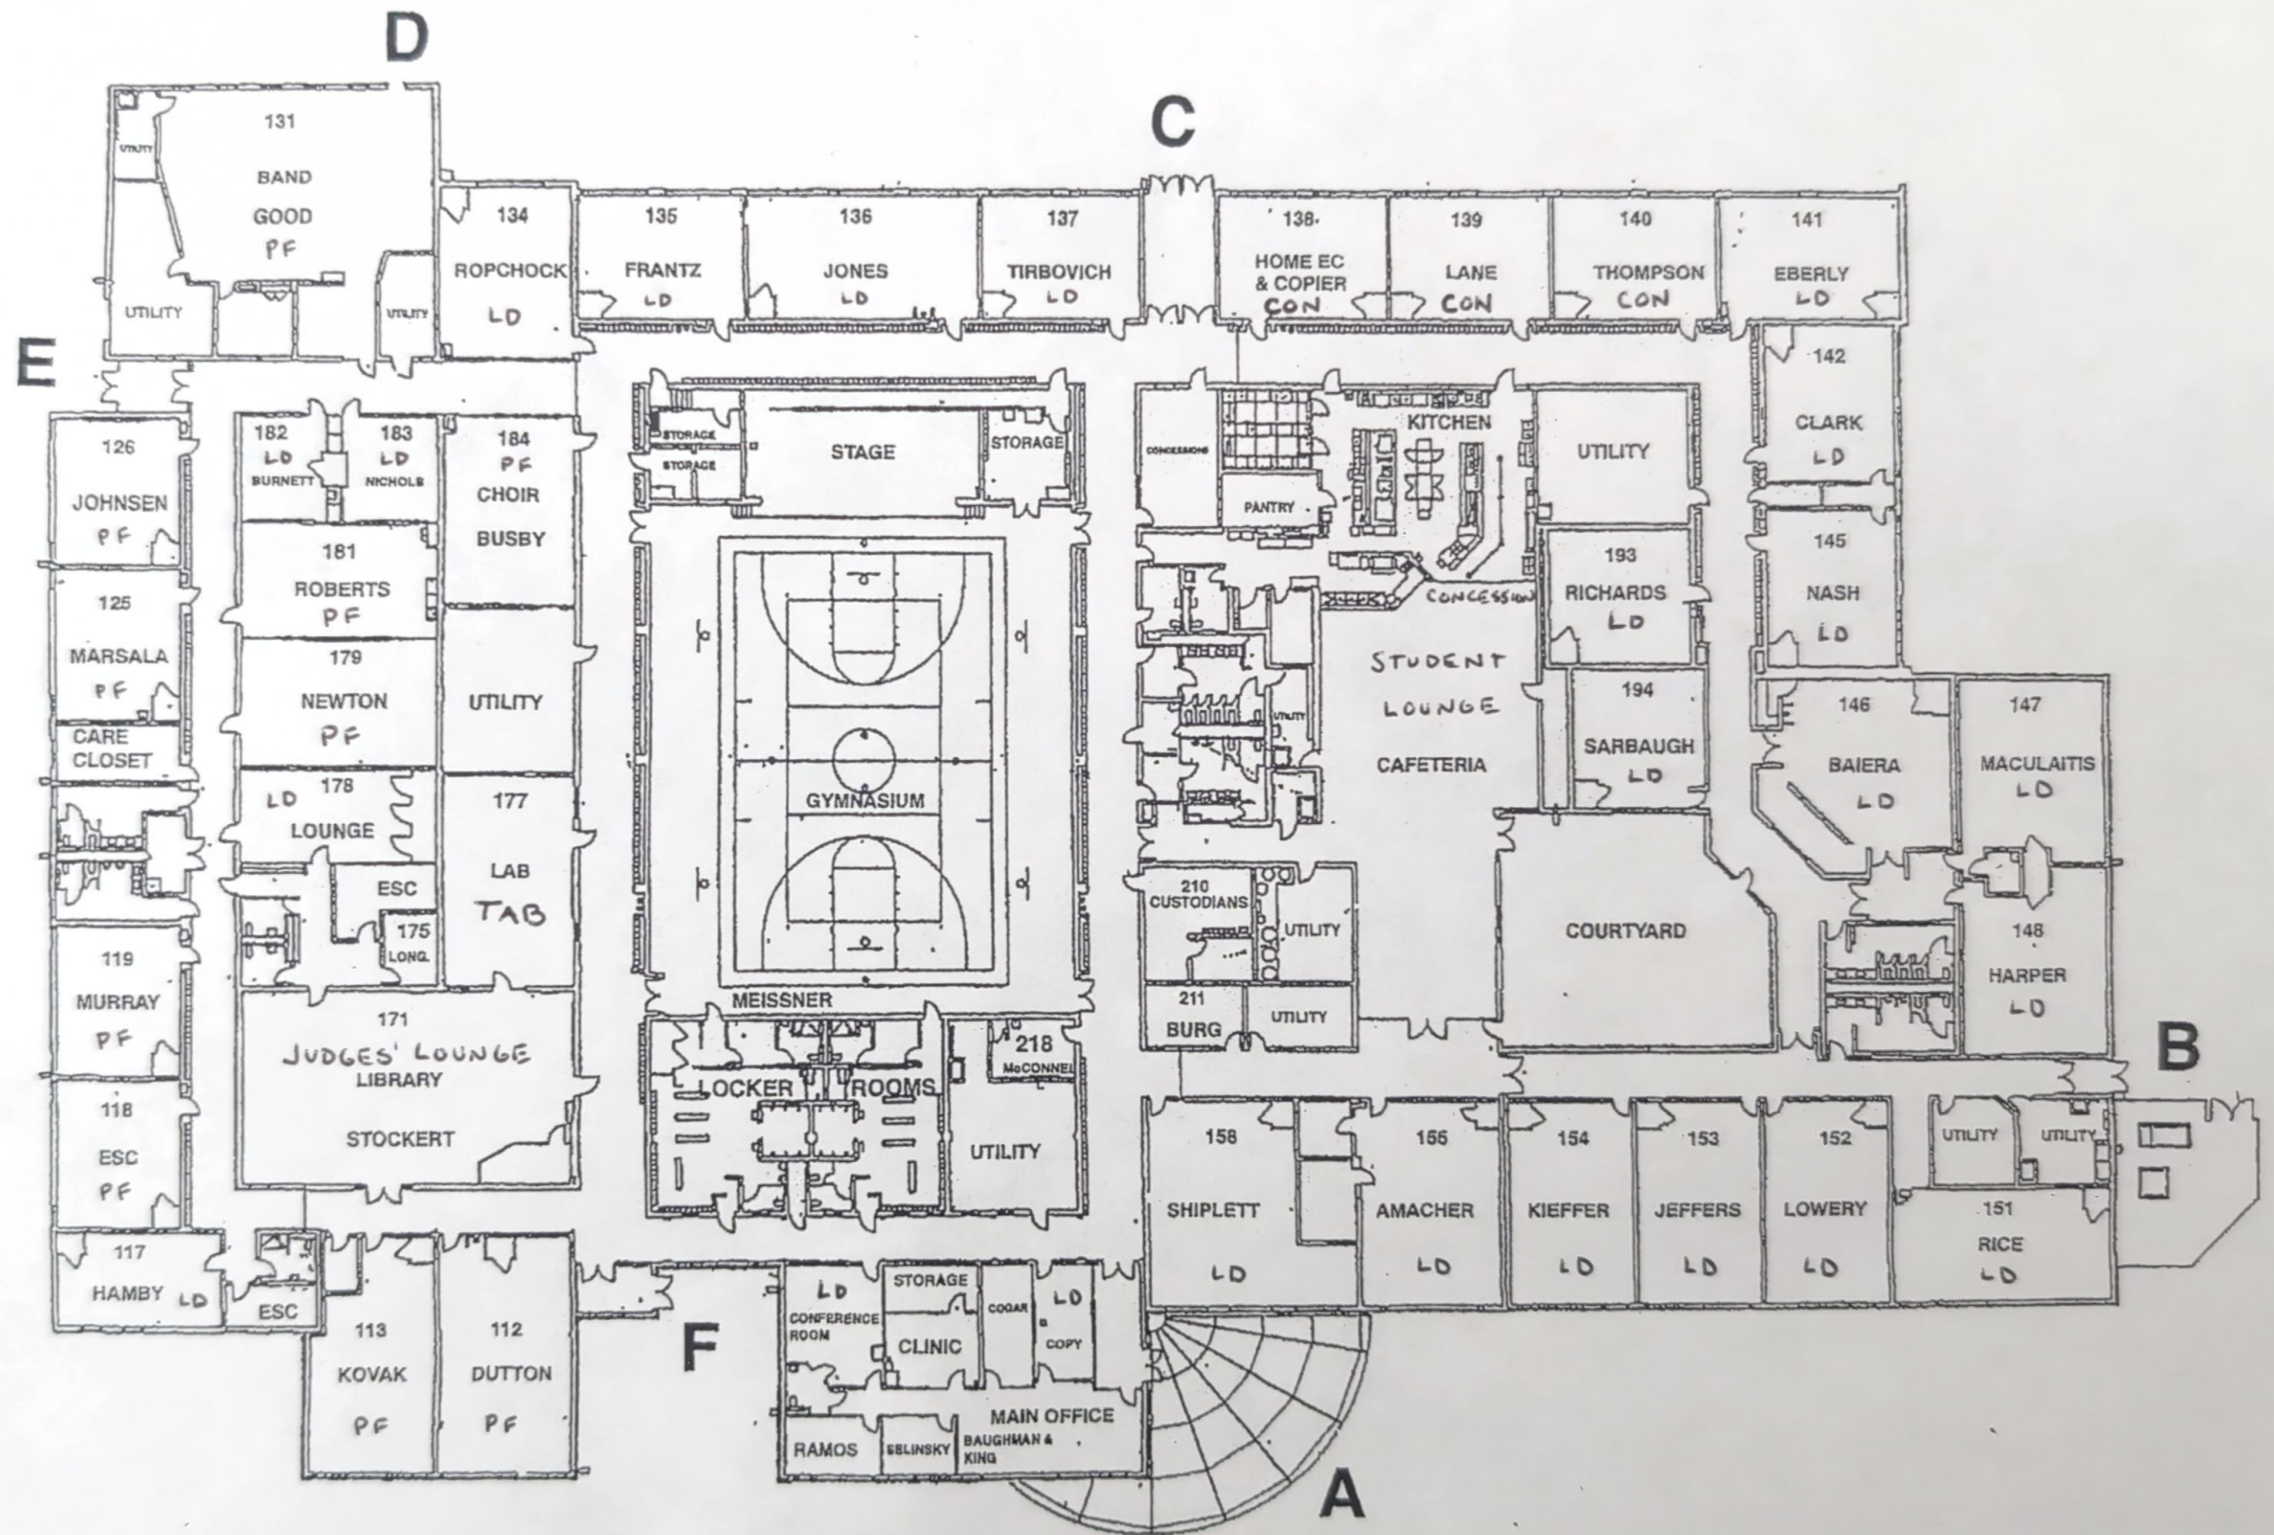 D
C
131
UTILITY
BAND
GOOD
PF
UTILITY
UTILITY
134
ROPCHOCK
LD
135
FRANTZ
LD
136
JONES
LD
137
TIRBOVICH
LD
138
HOME EC
& COPIER
CON
139
LANE
CON
140
THOMPSON
CON
141
EBERLY
LD
E
126
JOHNSEN
PF
125
MARSALA
PF
CARE
CLOSET
119
MURRAY
PF
118
ESC
PF
117
HAMBY LD
ESC
182
LD
BURNETT
183
LD
NICHOLS
184
PF
CHOIR
BUSBY
181
ROBERTS
PF
179
NEWTON
PF
UTILITY
178
LD
LOUNGE
177
LAB
TAB
ESC
175
LONG.
171
JUDGES' LOUNGE
LIBRARY
STOCKERT
113
KOVAK
PF
112
DUTTON
PF
STORAGE
STORAGE
STAGE
STORAGE
GYMNASIUM
MEISSNER
LOCKER ROOMS
218
McCONNEL
UTILITY
F
LD
CONFERENCE
ROOM
STORAGE
CLINIC
COGAR
LD
COPY
MAIN OFFICE
BAUGHMAN &
KING
RAMOS
SBLINSKY
A
CONCESSIONS
KITCHEN
PANTRY
CONCESSION
UTILITY
STUDENT
LOUNGE
CAFETERIA
UTILITY
193
RICHARDS
LD
194
SARBAUGH
LD
142
CLARK
LD
145
NASH
LD
146
BAIERA
LD
147
MACULAITIS
LD
148
HARPER
LD
COURTYARD
210
CUSTODIANS
UTILITY
211
BURG
UTILITY
B
158
SHIPLETT
LD
156
AMACHER
LD
154
KIEFFER
LD
153
JEFFERS
LD
152
LOWERY
LD
UTILITY
UTILITY
151
RICE
LD